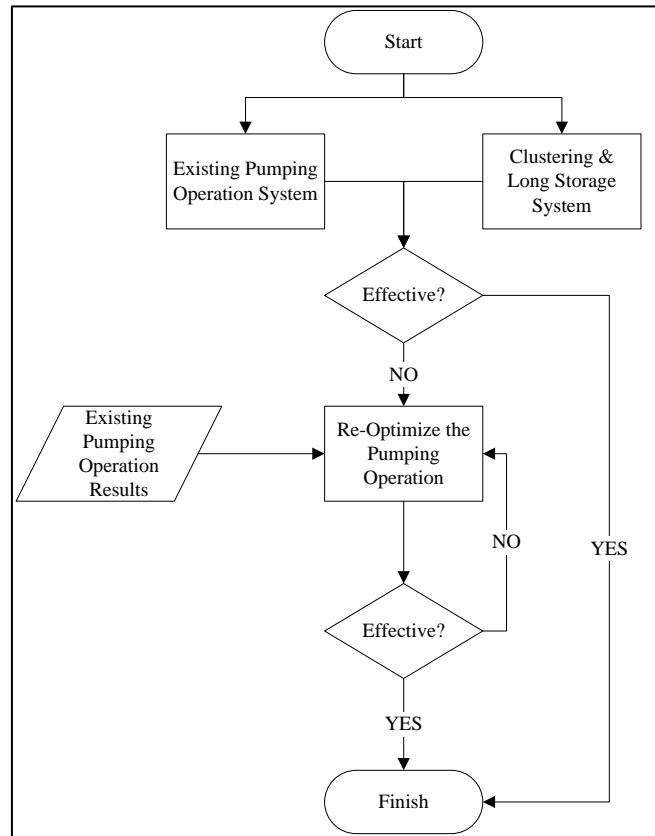 Start
Existing Pumping
Operation System
Clustering &
Long Storage
System
Effective?
NO
Existing
Pumping
Operation
Results
Re-Optimize the
Pumping
Operation
NO
YES
Effective?
YES
Finish